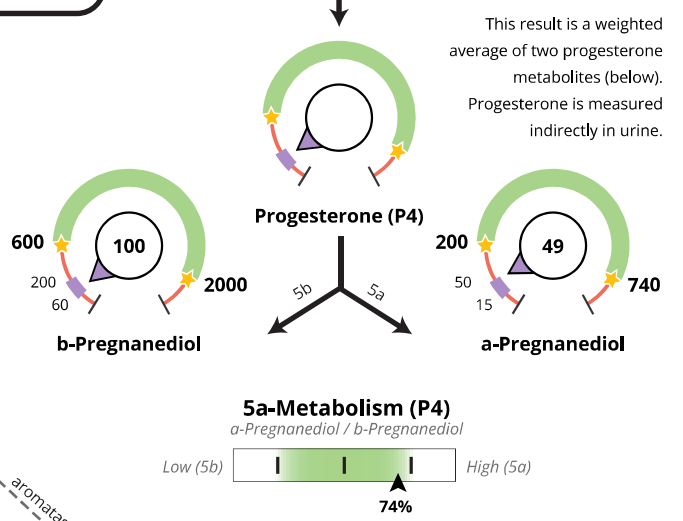 This result is a weighted
average of two progesterone
metabolites (below).
Progesterone is measured
indirectly in urine.
Progesterone (P4)
600
100
200
60
2000
b-Pregnanediol
5b
5a
200
49
50
15
740
a-Pregnanediol
5a-Metabolism (P4)
a-Pregnanediol / b-Pregnanediol
Low (5b)
High (5a)
74%